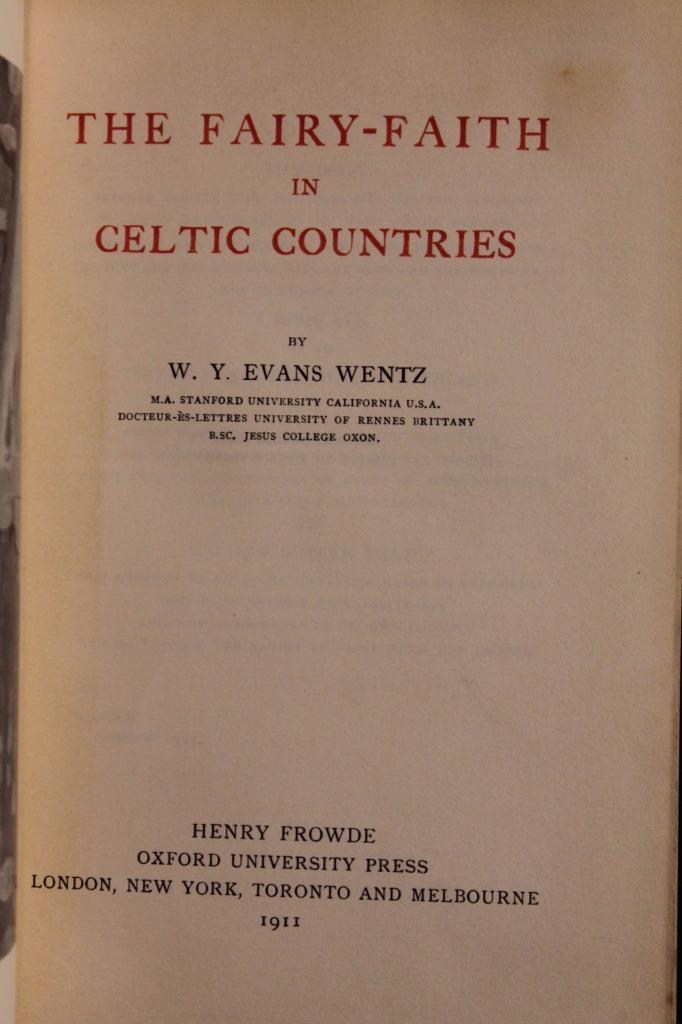 THE FAIRY-FAITH
IN
CELTIC COUNTRIES
BY
W. Y. EVANS WENTZ
M.A. STANFORD UNIVERSITY CALIFORNIA U.S.A.
DOCTEUR-ÈS-LETTRES UNIVERSITY OF RENNES BRITTANY
B.SC. JESUS COLLEGE OXON.
HENRY FROWDE
OXFORD UNIVERSITY PRESS
LONDON, NEW YORK, TORONTO AND MELBOURNE
1911